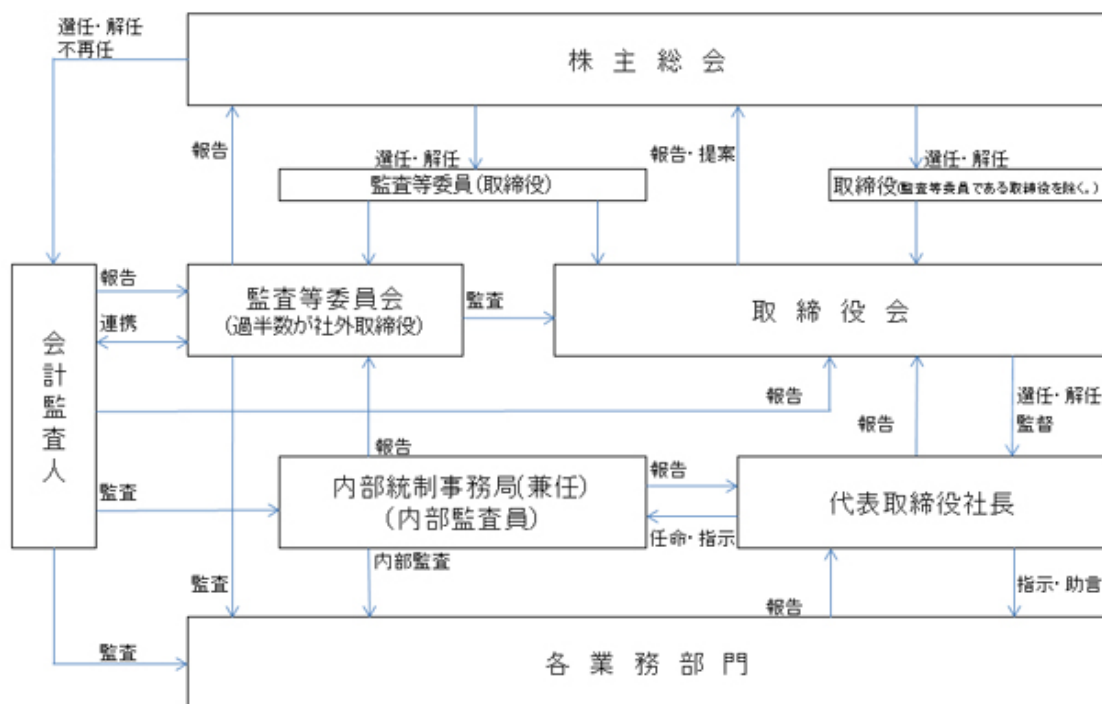 選任・解任
不再任
株主総会
報告
選任・解任
報告・提案
選任・解任
監査等委員(取締役)
取締役(監査等委員である取締役を除く。)
報告
連携
監査等委員会
(過半数が社外取締役)
監査
取締役会
会計監査人
報告
報告
選任・解任
監督
報告
監査
内部統制事務局(兼任)
(内部監査員)
報告
任命・指示
代表取締役社長
監査
内部監査
報告
指示・助言
監査
各業務部門